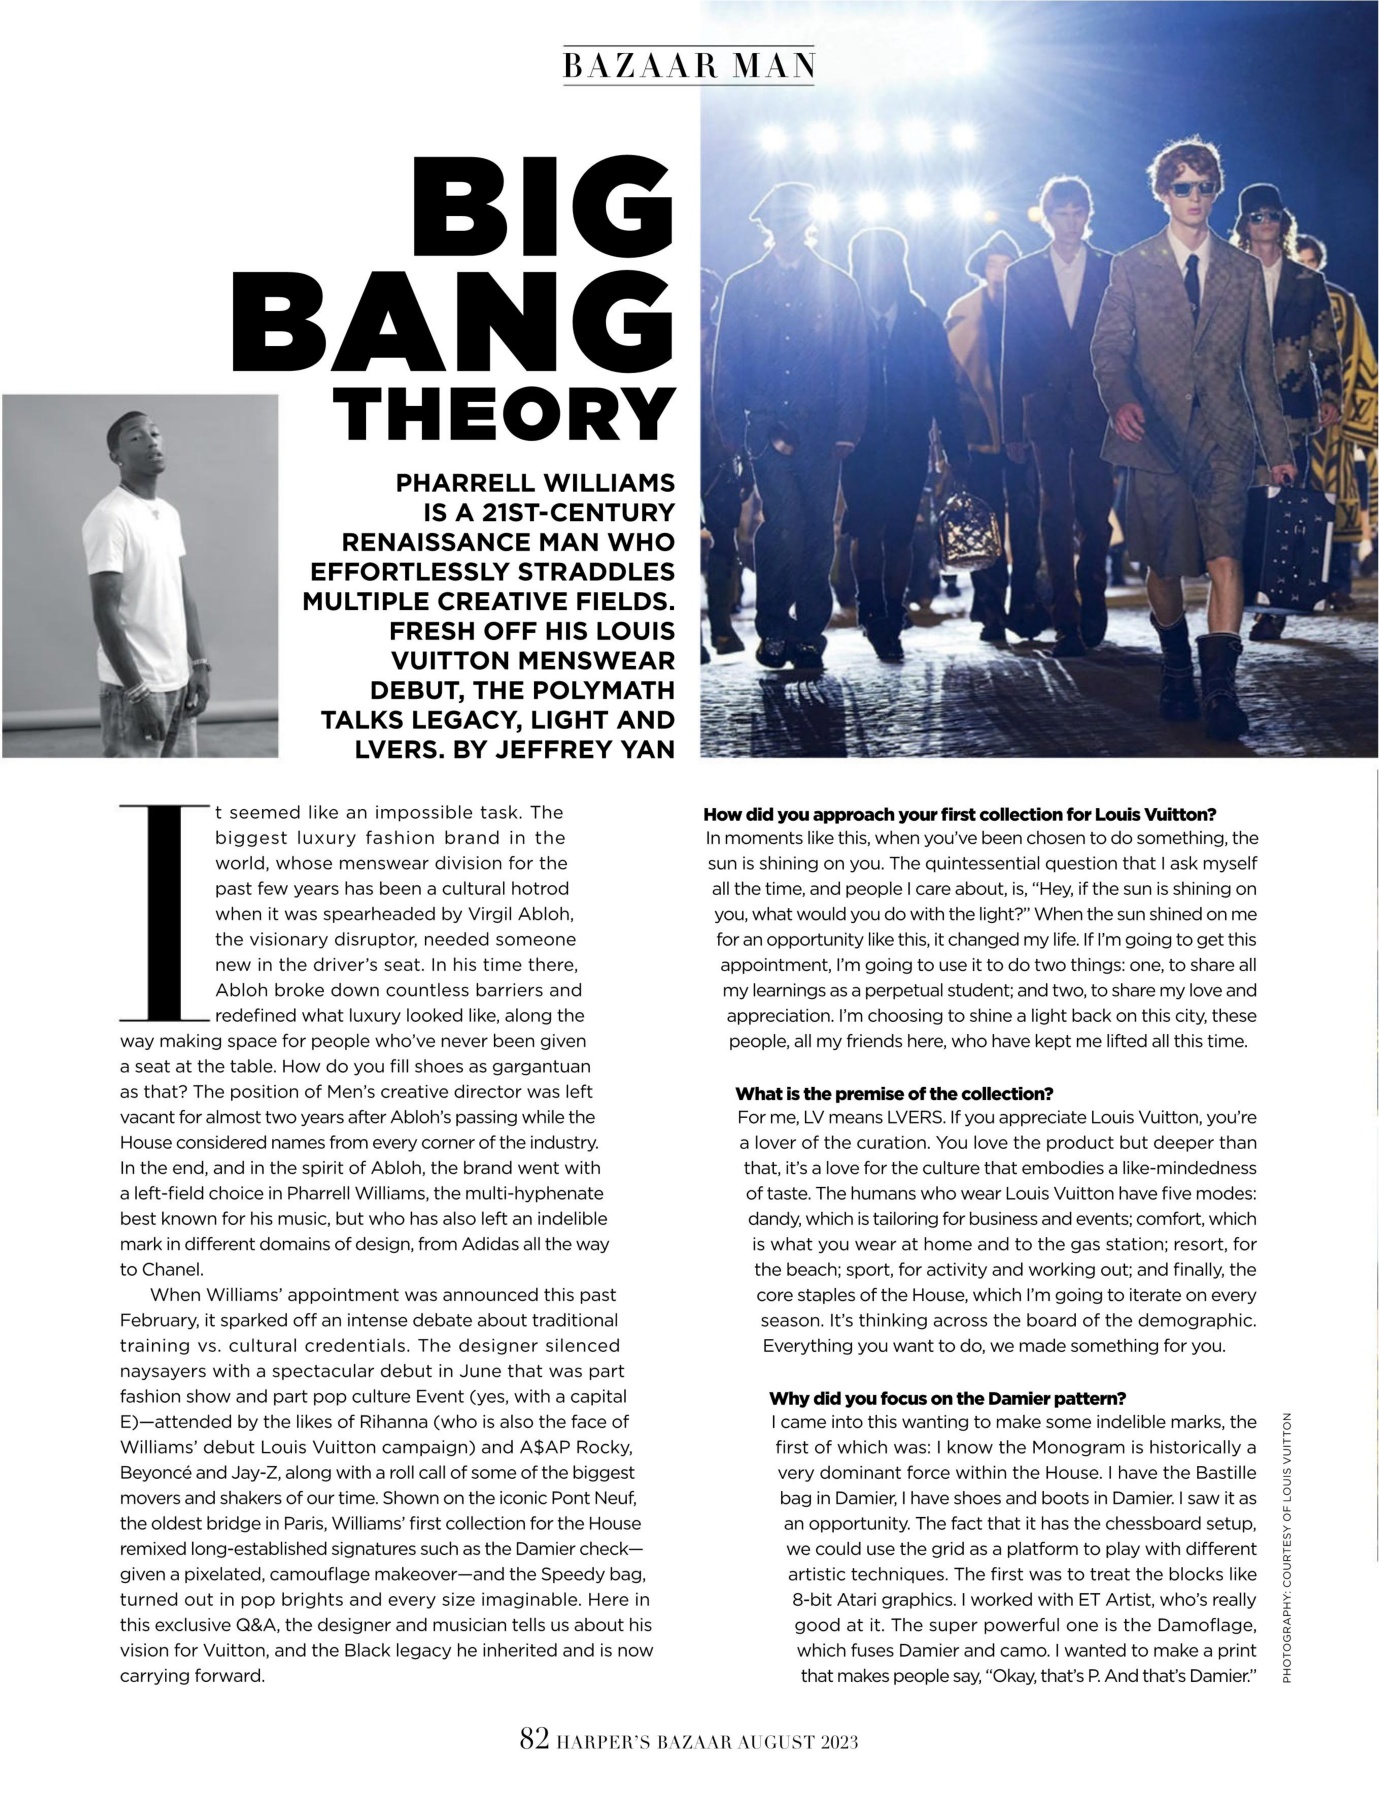 BAZAAR MAN
BIG
BANG
THEORY
PHARRELL WILLIAMS
IS A 21ST-CENTURY
RENAISSANCE MAN WHO
EFFORTLESSLY STRADDLES
MULTIPLE CREATIVE FIELDS.
FRESH OFF HIS LOUIS
VUITTON MENSWEAR
DEBUT, THE POLYMATH
TALKS LEGACY, LIGHT AND
LVERS. BY JEFFREY YAN
It seemed like an impossible task. The
biggest luxury fashion brand in the
world, whose menswear division for the
past few years has been a cultural hotrod
when it was spearheaded by Virgil Abloh,
the visionary disruptor, needed someone
new in the driver’s seat. In his time there,
Abloh broke down countless barriers and
redefined what luxury looked like, along the
way making space for people who’ve never been given
a seat at the table. How do you fill shoes as gargantuan
as that? The position of Men’s creative director was left
vacant for almost two years after Abloh’s passing while the
House considered names from every corner of the industry.
In the end, and in the spirit of Abloh, the brand went with
a left-field choice in Pharrell Williams, the multi-hyphenate
best known for his music, but who has also left an indelible
mark in different domains of design, from Adidas all the way
to Chanel.
When Williams’ appointment was announced this past
February, it sparked off an intense debate about traditional
training vs. cultural credentials. The designer silenced
naysayers with a spectacular debut in June that was part
fashion show and part pop culture Event (yes, with a capital
E)—attended by the likes of Rihanna (who is also the face of
Williams’ debut Louis Vuitton campaign) and A$AP Rocky,
Beyoncé and Jay-Z, along with a roll call of some of the biggest
movers and shakers of our time. Shown on the iconic Pont Neuf,
the oldest bridge in Paris, Williams’ first collection for the House
remixed long-established signatures such as the Damier check—
given a pixelated, camouflage makeover—and the Speedy bag,
turned out in pop brights and every size imaginable. Here in
this exclusive Q&A, the designer and musician tells us about his
vision for Vuitton, and the Black legacy he inherited and is now
carrying forward.
How did you approach your first collection for Louis Vuitton?
In moments like this, when you’ve been chosen to do something, the
sun is shining on you. The quintessential question that I ask myself
all the time, and people I care about, is, “Hey, if the sun is shining on
you, what would you do with the light?” When the sun shined on me
for an opportunity like this, it changed my life. If I’m going to get this
appointment, I’m going to use it to do two things: one, to share all
my learnings as a perpetual student; and two, to share my love and
appreciation. I’m choosing to shine a light back on this city, these
people, all my friends here, who have kept me lifted all this time.
What is the premise of the collection?
For me, LV means LVERS. If you appreciate Louis Vuitton, you’re
a lover of the curation. You love the product but deeper than
that, it’s a love for the culture that embodies a like-mindedness
of taste. The humans who wear Louis Vuitton have five modes:
dandy, which is tailoring for business and events; comfort, which
is what you wear at home and to the gas station; resort, for
the beach; sport, for activity and working out; and finally, the
core staples of the House, which I’m going to iterate on every
season. It’s thinking across the board of the demographic.
Everything you want to do, we made something for you.
Why did you focus on the Damier pattern?
I came into this wanting to make some indelible marks, the
first of which was: I know the Monogram is historically a
very dominant force within the House. I have the Bastille
bag in Damier, I have shoes and boots in Damier. I saw it as
an opportunity. The fact that it has the chessboard setup,
we could use the grid as a platform to play with different
artistic techniques. The first was to treat the blocks like
8-bit Atari graphics. I worked with ET Artist, who’s really
good at it. The super powerful one is the Damoflage,
which fuses Damier and camo. I wanted to make a print
that makes people say, “Okay, that’s P. And that’s Damier.”
PHOTOGRAPHY: COURTESY OF LOUIS VUITTON
82 HARPER’S BAZAAR AUGUST 2023